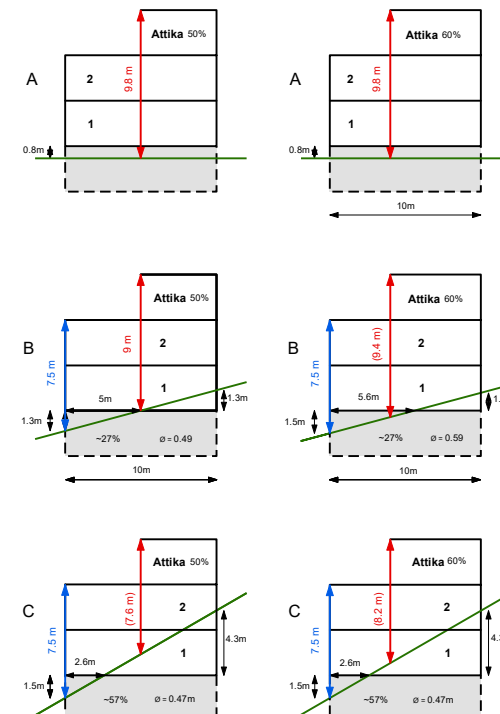 Attika 50%
A
9.8 m
2
1
0.8m
Attika 60%
A
9.8 m
2
1
0.8m
10m
Attika 50%
B
7.5 m
9 m
2
1
5m
1.3m
1.3m
~27%
ø = 0.49
10m
Attika 60%
B
7.5 m
(9.4 m)
2
1
5.6m
1.5m
~27%
ø = 0.59
10m
Attika 50%
C
7.5 m
(7.6 m)
2
1
2.6m
4.3m
1.5m
~57%
ø = 0.47m
Attika 60%
C
7.5 m
(8.2 m)
2
1
2.6m
1.5m
~57%
ø = 0.47m